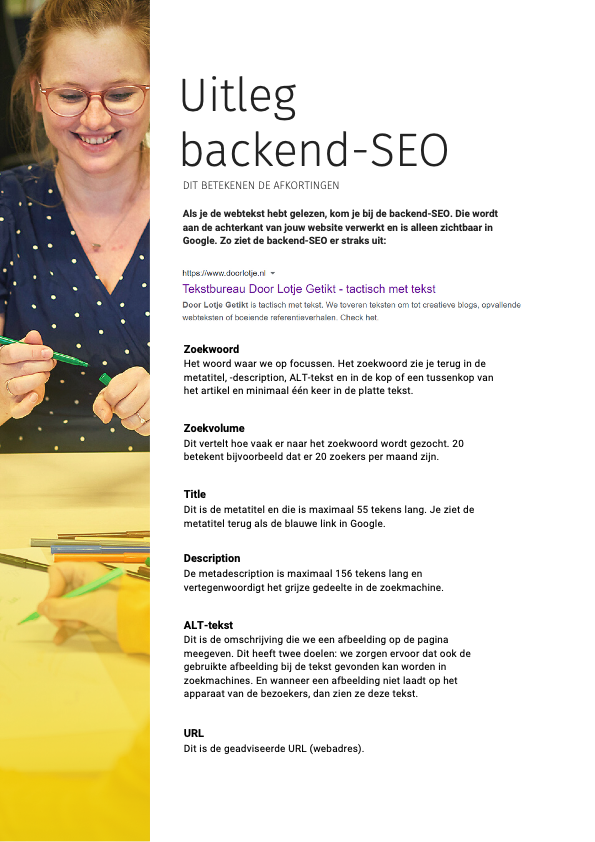 Uitleg
backend-SEO
DIT BETEKENEN DE AFKORTINGEN
Als je de webtekst hebt gelezen, kom je bij de backend-SEO. Die wordt
aan de achterkant van jouw website verwerkt en is alleen zichtbaar in
Google. Zo ziet de backend-SEO er straks uit:
https://www.doorlotje.nl
Tekstbureau Door Lotje Getikt - tactisch met tekst
Door Lotje Getikt is tactisch met tekst. We toveren teksten om tot creatieve blogs, opvallende
webteksten of boeiende referentieverhalen. Check het.
Zoekwoord
Het woord waar we op focussen. Het zoekwoord zie je terug in de
metatitel, -description, ALT-tekst en in de kop of een tussenkop van
het artikel en minimaal één keer in de platte tekst.
Zoekvolume
Dit vertelt hoe vaak er naar het zoekwoord wordt gezocht. 20
betekent bijvoorbeeld dat er 20 zoekers per maand zijn.
Title
Dit is de metatitel en die is maximaal 55 tekens lang. Je ziet de
metatitel terug als de blauwe link in Google.
Description
De metadescription is maximaal 156 tekens lang en
vertegenwoordigt het grijze gedeelte in de zoekmachine.
ALT-tekst
Dit is de omschrijving die we een afbeelding op de pagina
meegeven. Dit heeft twee doelen: we zorgen ervoor dat ook de
gebruikte afbeelding bij de tekst gevonden kan worden in
zoekmachines. En wanneer een afbeelding niet laadt op het
apparaat van de bezoekers, dan zien ze deze tekst.
URL
Dit is de geadviseerde URL (webadres).